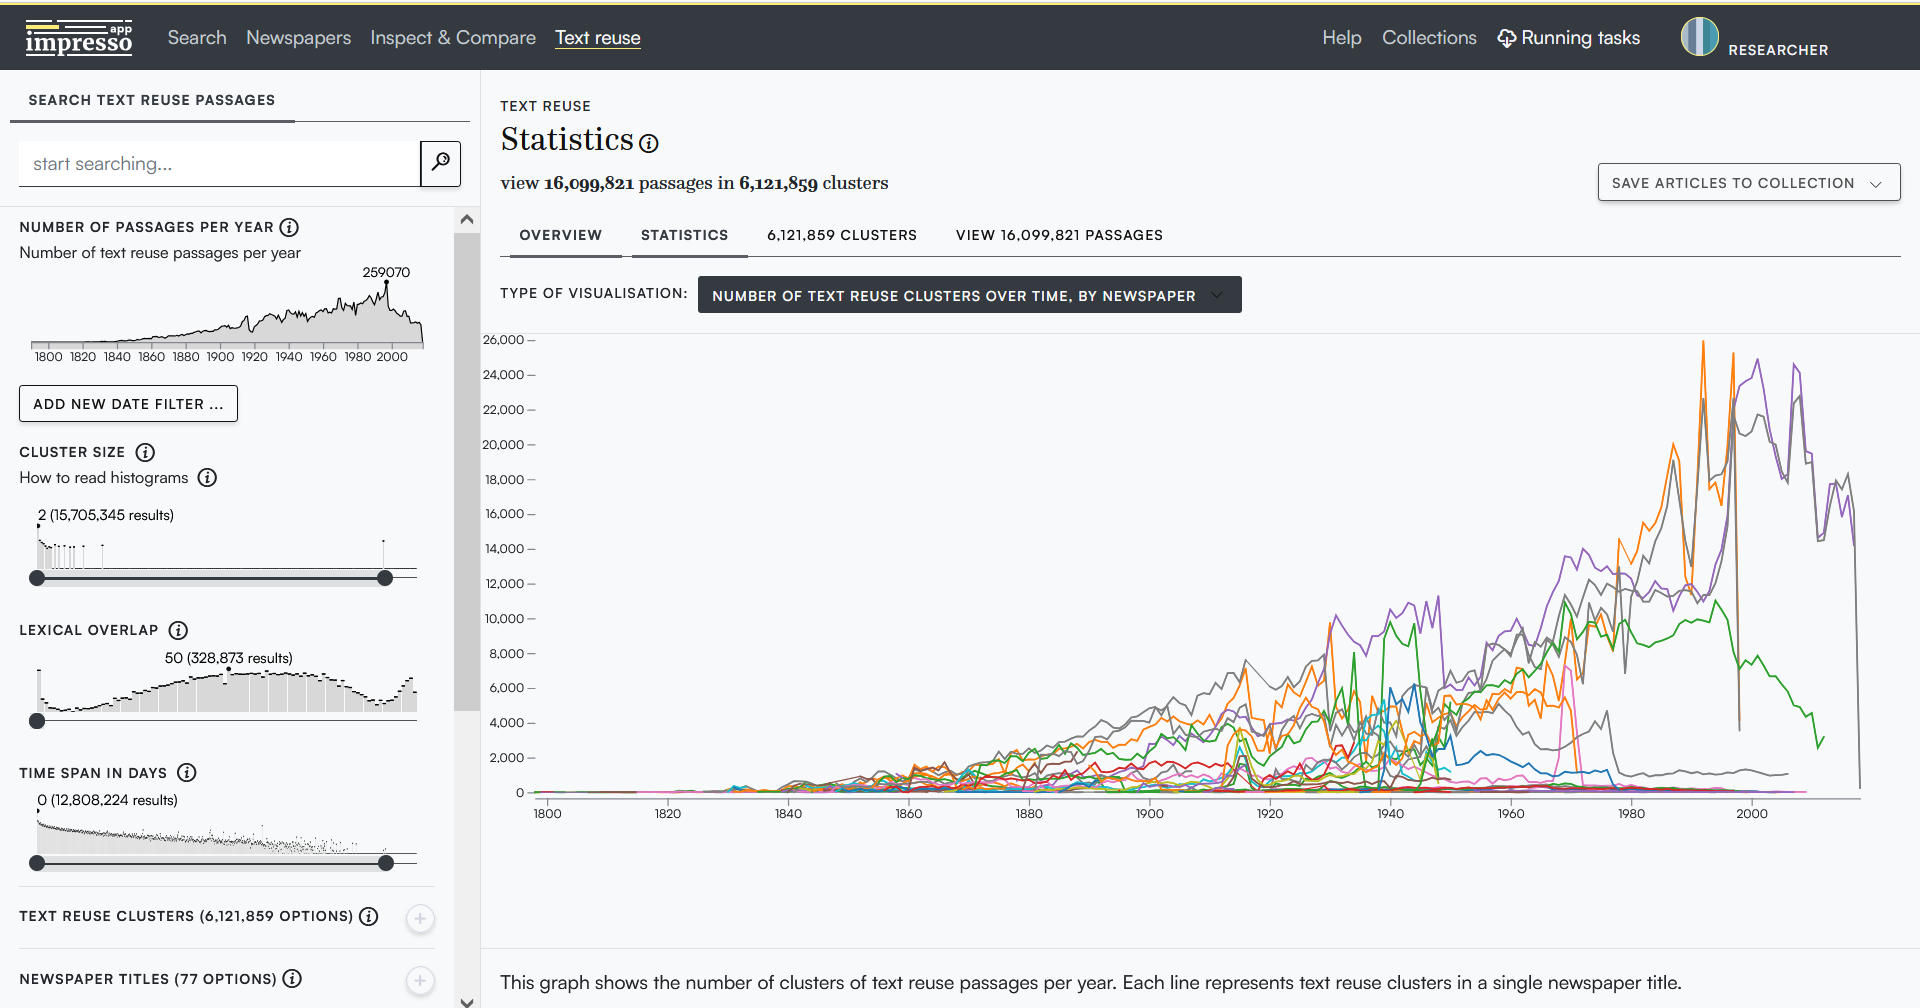 impresso app
Search Newspapers Inspect & Compare Text reuse
Help Collections Running tasks RESEARCHER
SEARCH TEXT REUSE PASSAGES
start searching...
NUMBER OF PASSAGES PER YEAR
Number of text reuse passages per year
259070
1800 1820 1840 1860 1880 1900 1920 1940 1960 1980 2000
ADD NEW DATE FILTER ...
CLUSTER SIZE
How to read histograms
2 (15,705,345 results)
LEXICAL OVERLAP
50 (328,873 results)
TIME SPAN IN DAYS
0 (12,808,224 results)
TEXT REUSE CLUSTERS (6,121,859 OPTIONS)
NEWSPAPER TITLES (77 OPTIONS)
TEXT REUSE
Statistics
view 16,099,821 passages in 6,121,859 clusters
SAVE ARTICLES TO COLLECTION
OVERVIEW STATISTICS 6,121,859 CLUSTERS VIEW 16,099,821 PASSAGES
TYPE OF VISUALISATION: NUMBER OF TEXT REUSE CLUSTERS OVER TIME, BY NEWSPAPER
26,000
24,000
22,000
20,000
18,000
16,000
14,000
12,000
10,000
8,000
6,000
4,000
2,000
0
1800 1820 1840 1860 1880 1900 1920 1940 1960 1980 2000
This graph shows the number of clusters of text reuse passages per year. Each line represents text reuse clusters in a single newspaper title.